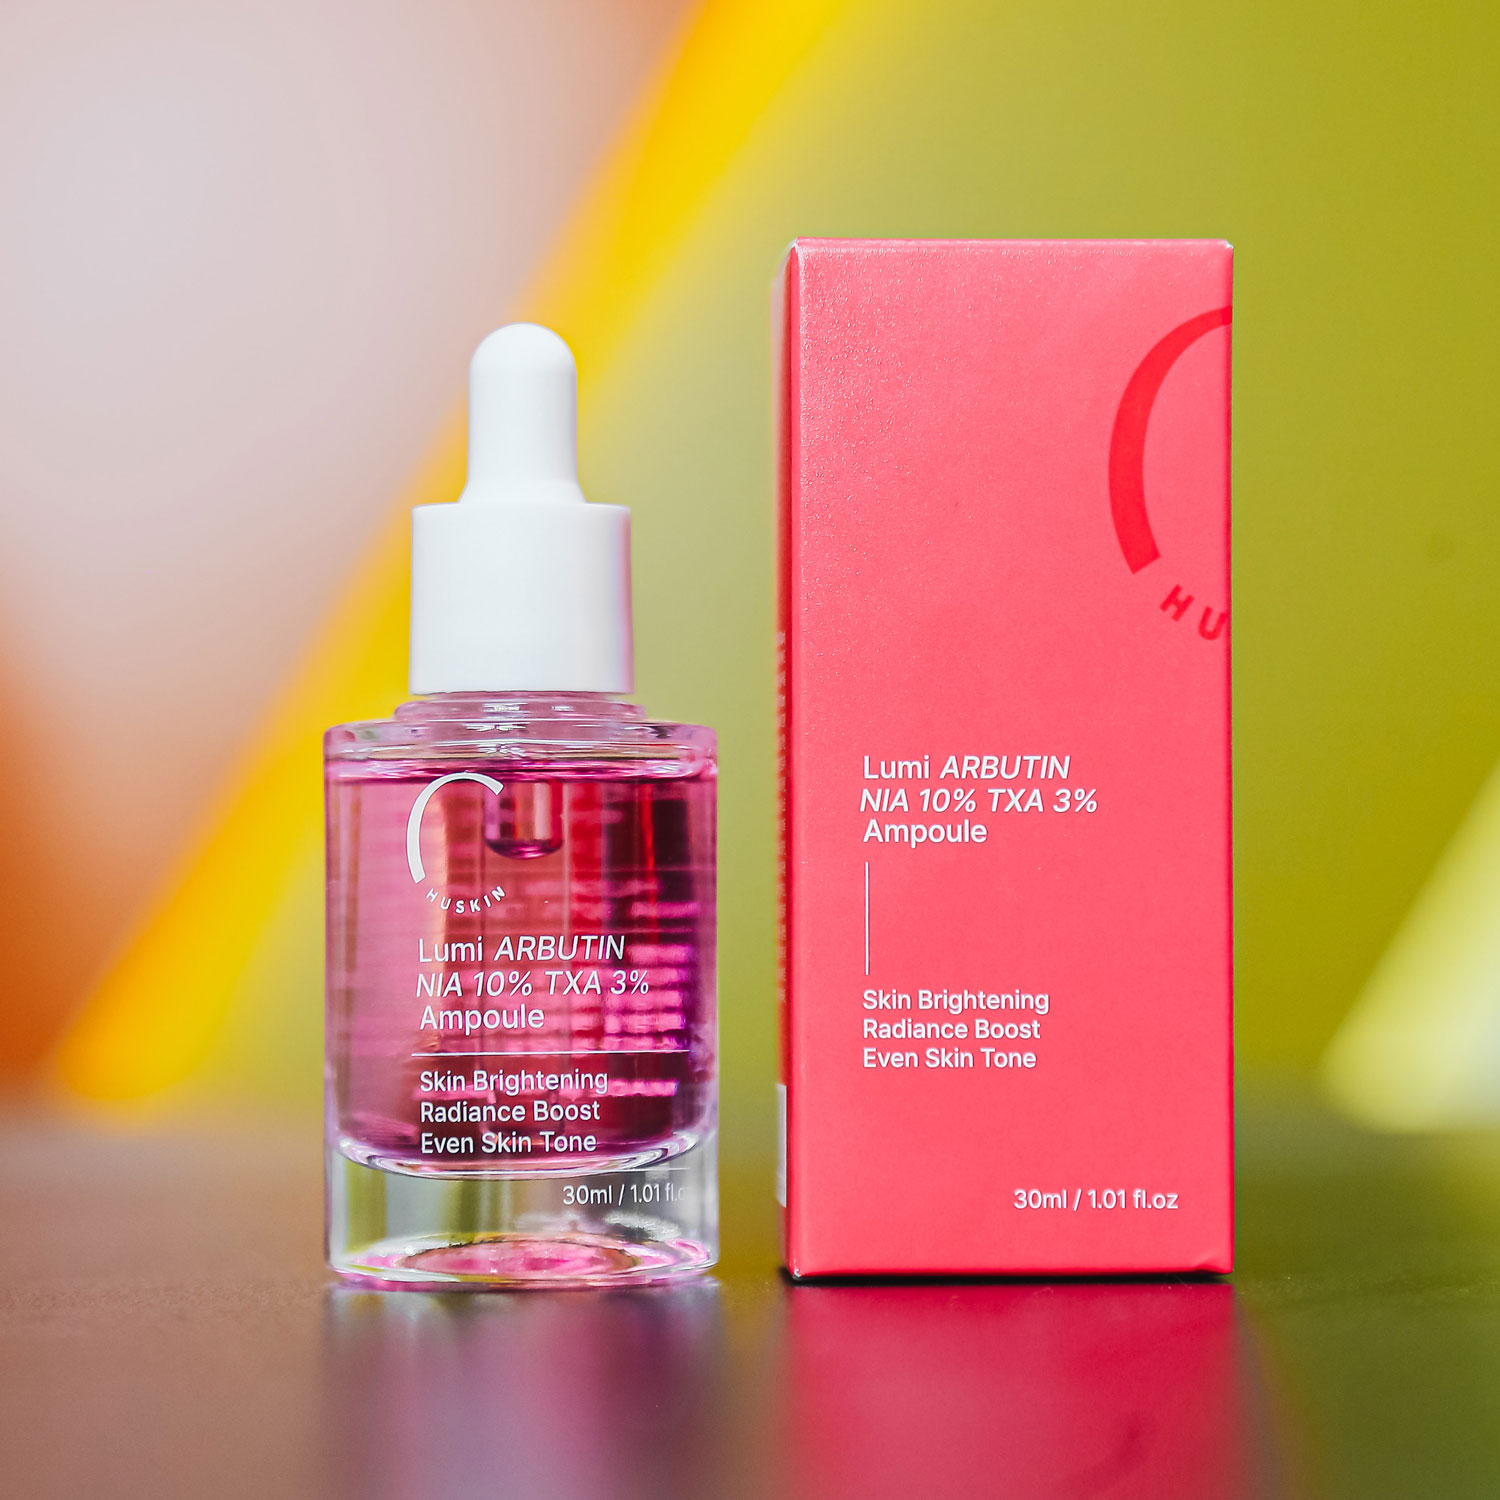 HUSKIN
Lumi ARBUTIN
NIA 10% TXA 3%
Ampoule
Skin Brightening
Radiance Boost
Even Skin Tone
30ml / 1.01 fl.oz
HU
Lumi ARBUTIN
NIA 10% TXA 3%
Ampoule
Skin Brightening
Radiance Boost
Even Skin Tone
30ml / 1.01 fl.oz